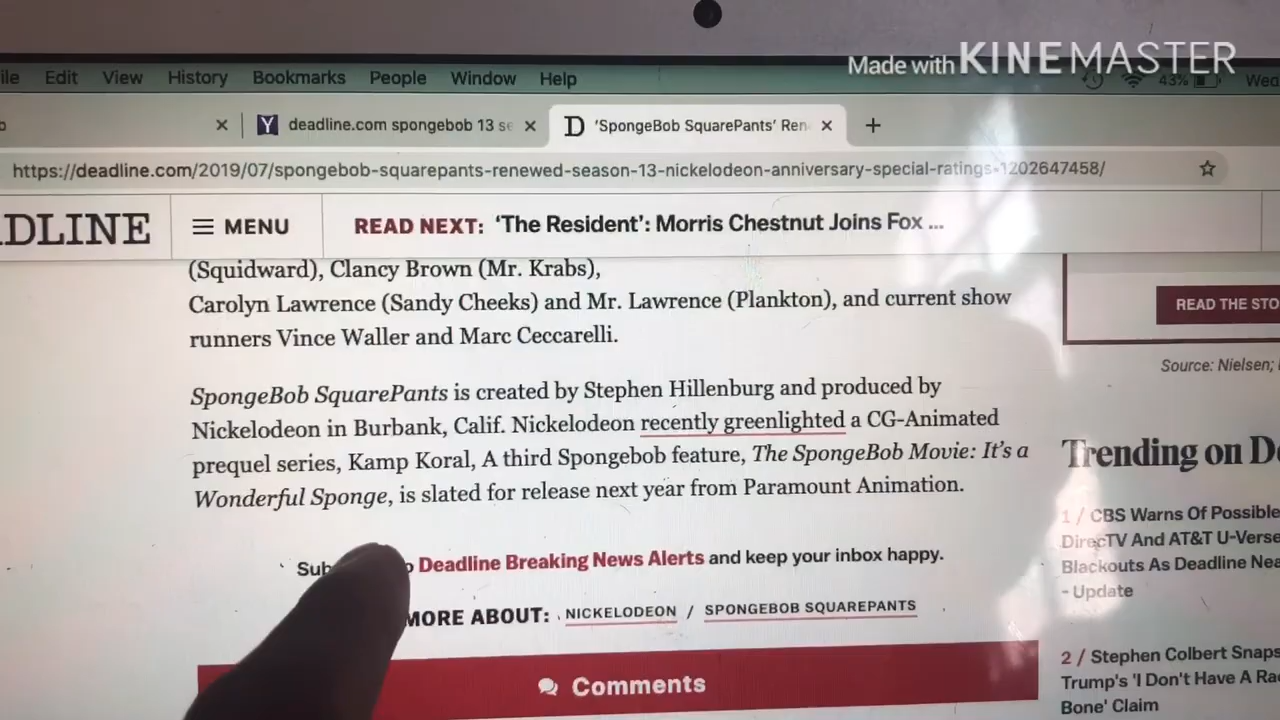 Made with KINEMASTER
ile Edit View History Bookmarks People Window Help 43% Wed
deadline.com spongebob 13 se
D 'SpongeBob SquarePants' Ren
https://deadline.com/2019/07/spongebob-squarepants-renewed-season-13-nickelodeon-anniversary-special-ratings-1202647458/
DLINE MENU READ NEXT: 'The Resident': Morris Chestnut Joins Fox ...
(Squidward), Clancy Brown (Mr. Krabs),
Carolyn Lawrence (Sandy Cheeks) and Mr. Lawrence (Plankton), and current show
runners Vince Waller and Marc Ceccarelli.
SpongeBob SquarePants is created by Stephen Hillenburg and produced by
Nickelodeon in Burbank, Calif. Nickelodeon recently greenlighted a CG-Animated
prequel series, Kamp Koral, A third Spongebob feature, The SpongeBob Movie: It's a
Wonderful Sponge, is slated for release next year from Paramount Animation.
Sub Deadline Breaking News Alerts and keep your inbox happy.
MORE ABOUT: NICKELODEON / SPONGEBOB SQUAREPANTS
Comments
READ THE STO
Source: Nielsen;
Trending on D
1 / CBS Warns Of Possible
DirecTV And AT&T U-Verse
Blackouts As Deadline Nea
- Update
2 / Stephen Colbert Snaps
Trump's 'I Don't Have A Rac
Bone' Claim